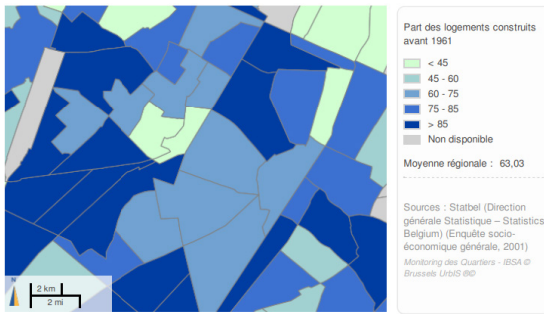 Part des logements construits
avant 1961
< 45
45 - 60
60 - 75
75 - 85
> 85
Non disponible
Moyenne régionale : 63,03
Sources : Statbel (Direction
générale Statistique – Statistics
Belgium) (Enquête socio-
économique générale, 2001)
Monitoring des Quartiers - IBSA ©
Brussels UrbIS ®©
N
2 km
2 mi